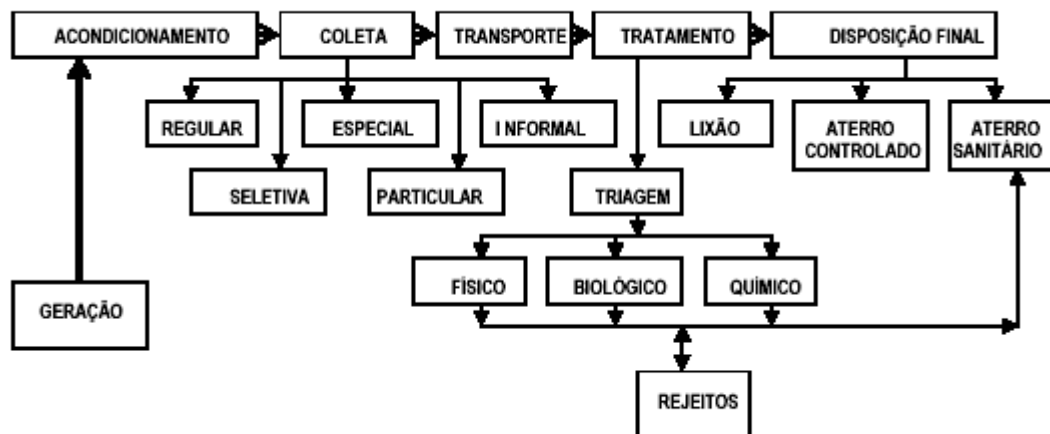 ACONDICIONAMENTO
COLETA
TRANSPORTE
TRATAMENTO
DISPOSIÇÃO FINAL
REGULAR
ESPECIAL
I NFORMAL
LIXÃO
ATERRO
CONTROLADO
ATERRO
SANITÁRIO
SELETIVA
PARTICULAR
TRIAGEM
FÍSICO
BIOLÓGICO
QUÍMICO
GERAÇÃO
REJEITOS